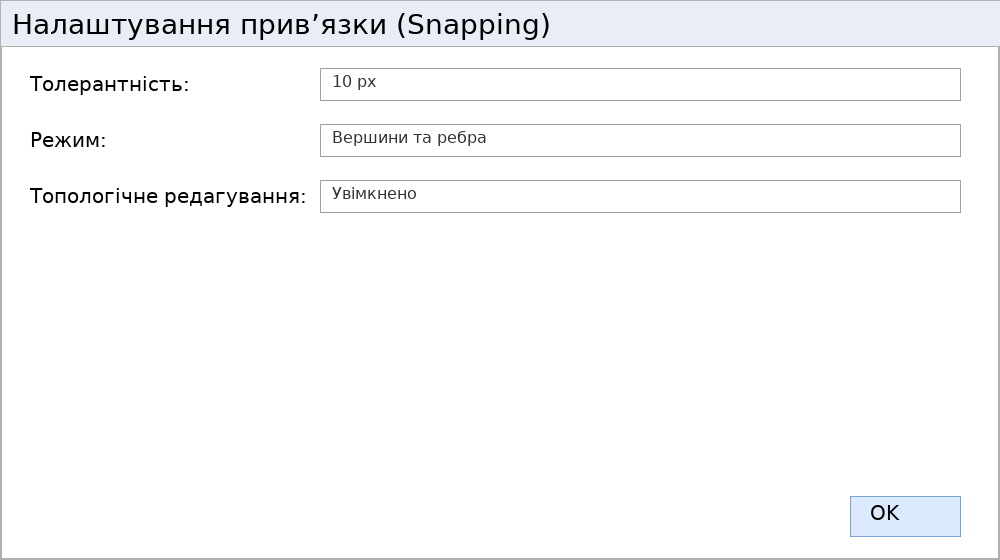 Налаштування прив’язки (Snapping)
Толерантність: 10 px
Режим: Вершини та ребра
Топологічне редагування: Увімкнено
OK